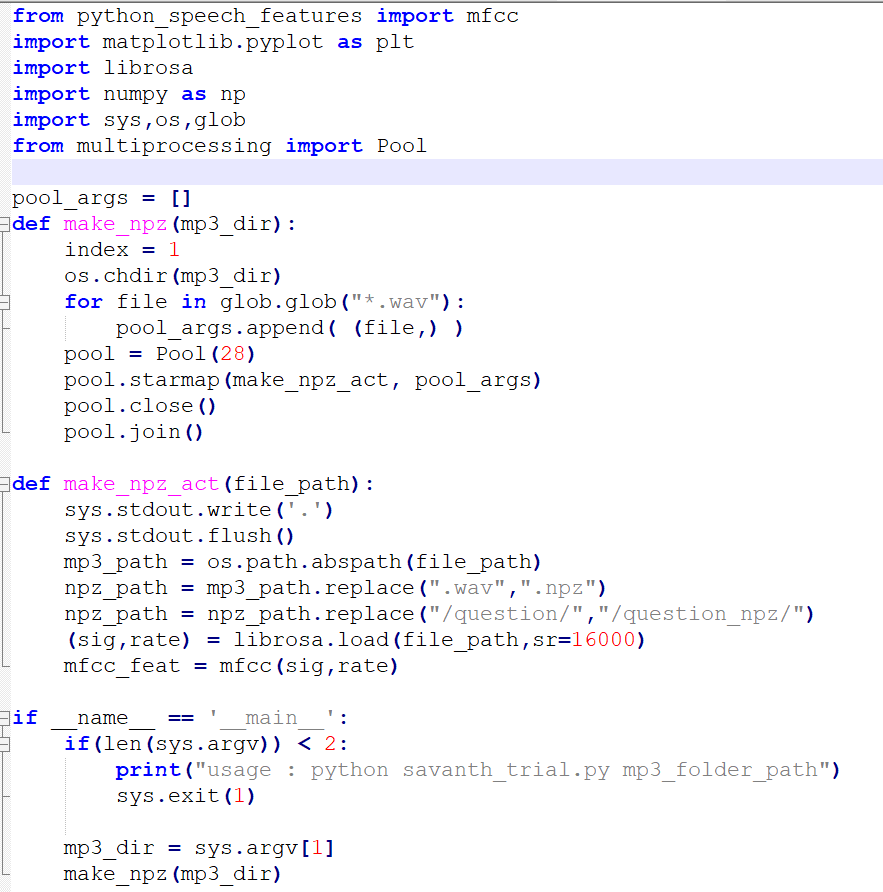 from python_speech_features import mfcc
import matplotlib.pyplot as plt
import librosa
import numpy as np
import sys,os,glob
from multiprocessing import Pool
pool_args = []
def make_npz(mp3_dir):
    index = 1
    os.chdir(mp3_dir)
    for file in glob.glob("*.wav"):
        pool_args.append( (file,) )
    pool = Pool(28)
    pool.starmap(make_npz_act, pool_args)
    pool.close()
    pool.join()
def make_npz_act(file_path):
    sys.stdout.write('.')
    sys.stdout.flush()
    mp3_path = os.path.abspath(file_path)
    npz_path = mp3_path.replace(".wav",".npz")
    npz_path = npz_path.replace("/question/","/question_npz/")
    (sig,rate) = librosa.load(file_path,sr=16000)
    mfcc_feat = mfcc(sig,rate)
if __name__ == '__main__':
    if(len(sys.argv)) < 2:
        print("usage : python savanth_trial.py mp3_folder_path")
        sys.exit(1)
    mp3_dir = sys.argv[1]
    make_npz(mp3_dir)